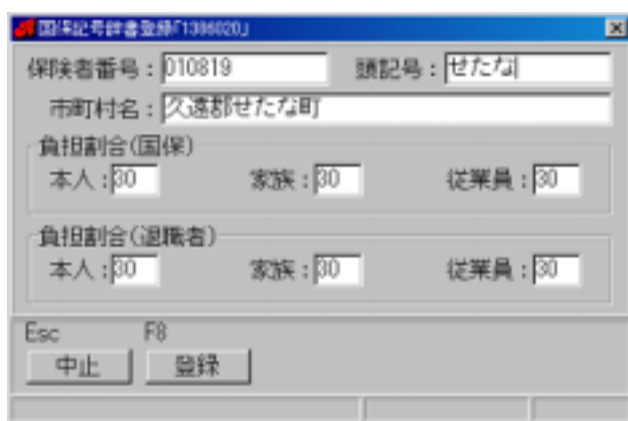 国保記号辞書登録「1386020」
保険者番号：010819 頭記号：せたな
市町村名：久遠郡せたな町
負担割合(国保)
本人：30 家族：30 従業員：30
負担割合(退職者)
本人：30 家族：30 従業員：30
Esc F8
中止 登録